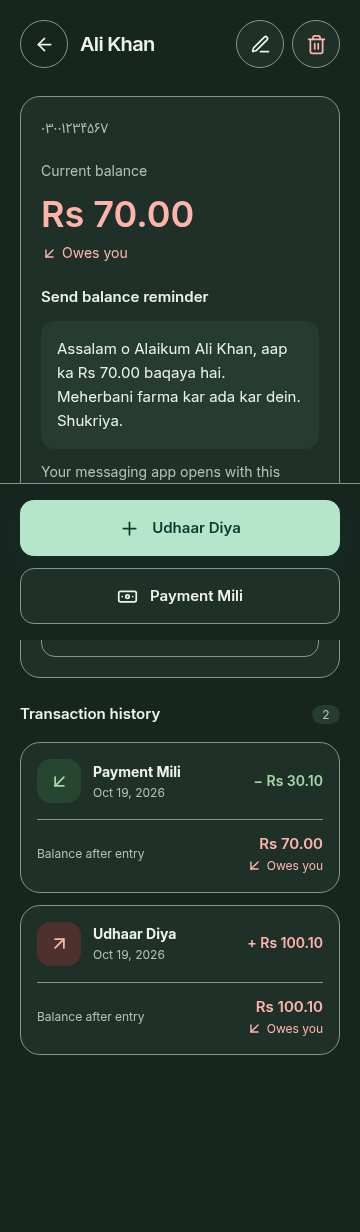 Ali Khan
۰۳۰۰۱۲۳۴۵۶۷
Current balance
Rs 70.00
Owes you
Send balance reminder
Assalam o Alaikum Ali Khan, aap
ka Rs 70.00 baqaya hai.
Meherbani farma kar ada kar dein.
Shukriya.
Your messaging app opens with this
Udhaar Diya
Payment Mili
Transaction history
2
Payment Mili
Oct 19, 2026
– Rs 30.10
Balance after entry
Rs 70.00
Owes you
Udhaar Diya
Oct 19, 2026
+ Rs 100.10
Balance after entry
Rs 100.10
Owes you